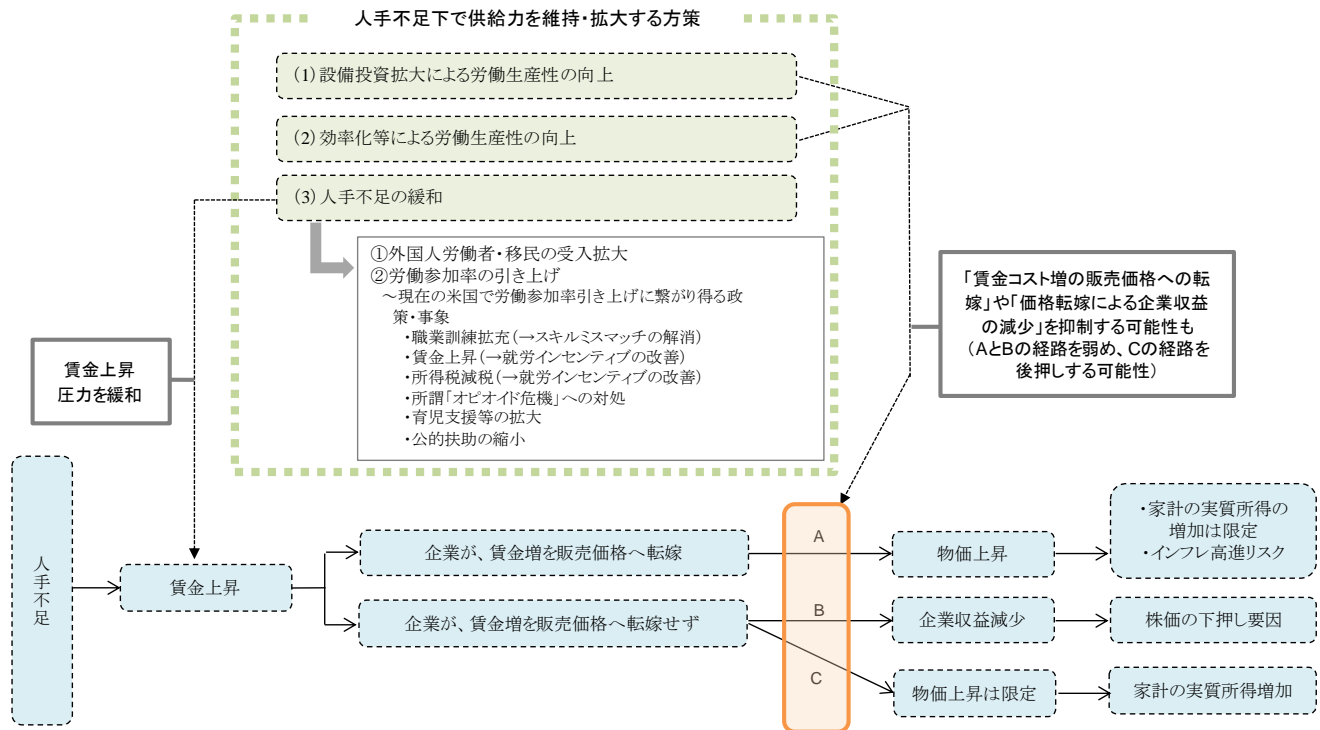 人手不足下で供給力を維持・拡大する方策
(1)設備投資拡大による労働生産性の向上
(2)効率化等による労働生産性の向上
(3)人手不足の緩和
①外国人労働者・移民の受入拡大
②労働参加率の引き上げ
～現在の米国で労働参加率引き上げに繋がり得る政
策・事象
・職業訓練拡充(→スキルミスマッチの解消)
・賃金上昇(→就労インセンティブの改善)
・所得税減税(→就労インセンティブの改善)
・所謂「オピオイド危機」への対処
・育児支援等の拡大
・公的扶助の縮小
「賃金コスト増の販売価格への転
嫁」や「価格転嫁による企業収益
の減少」を抑制する可能性も
(AとBの経路を弱め、Cの経路を
後押しする可能性)
賃金上昇
圧力を緩和
人手不足
賃金上昇
企業が、賃金増を販売価格へ転嫁
A
物価上昇
・家計の実質所得の
増加は限定
・インフレ高進リスク
企業が、賃金増を販売価格へ転嫁せず
B
企業収益減少
株価の下押し要因
C
物価上昇は限定
家計の実質所得増加